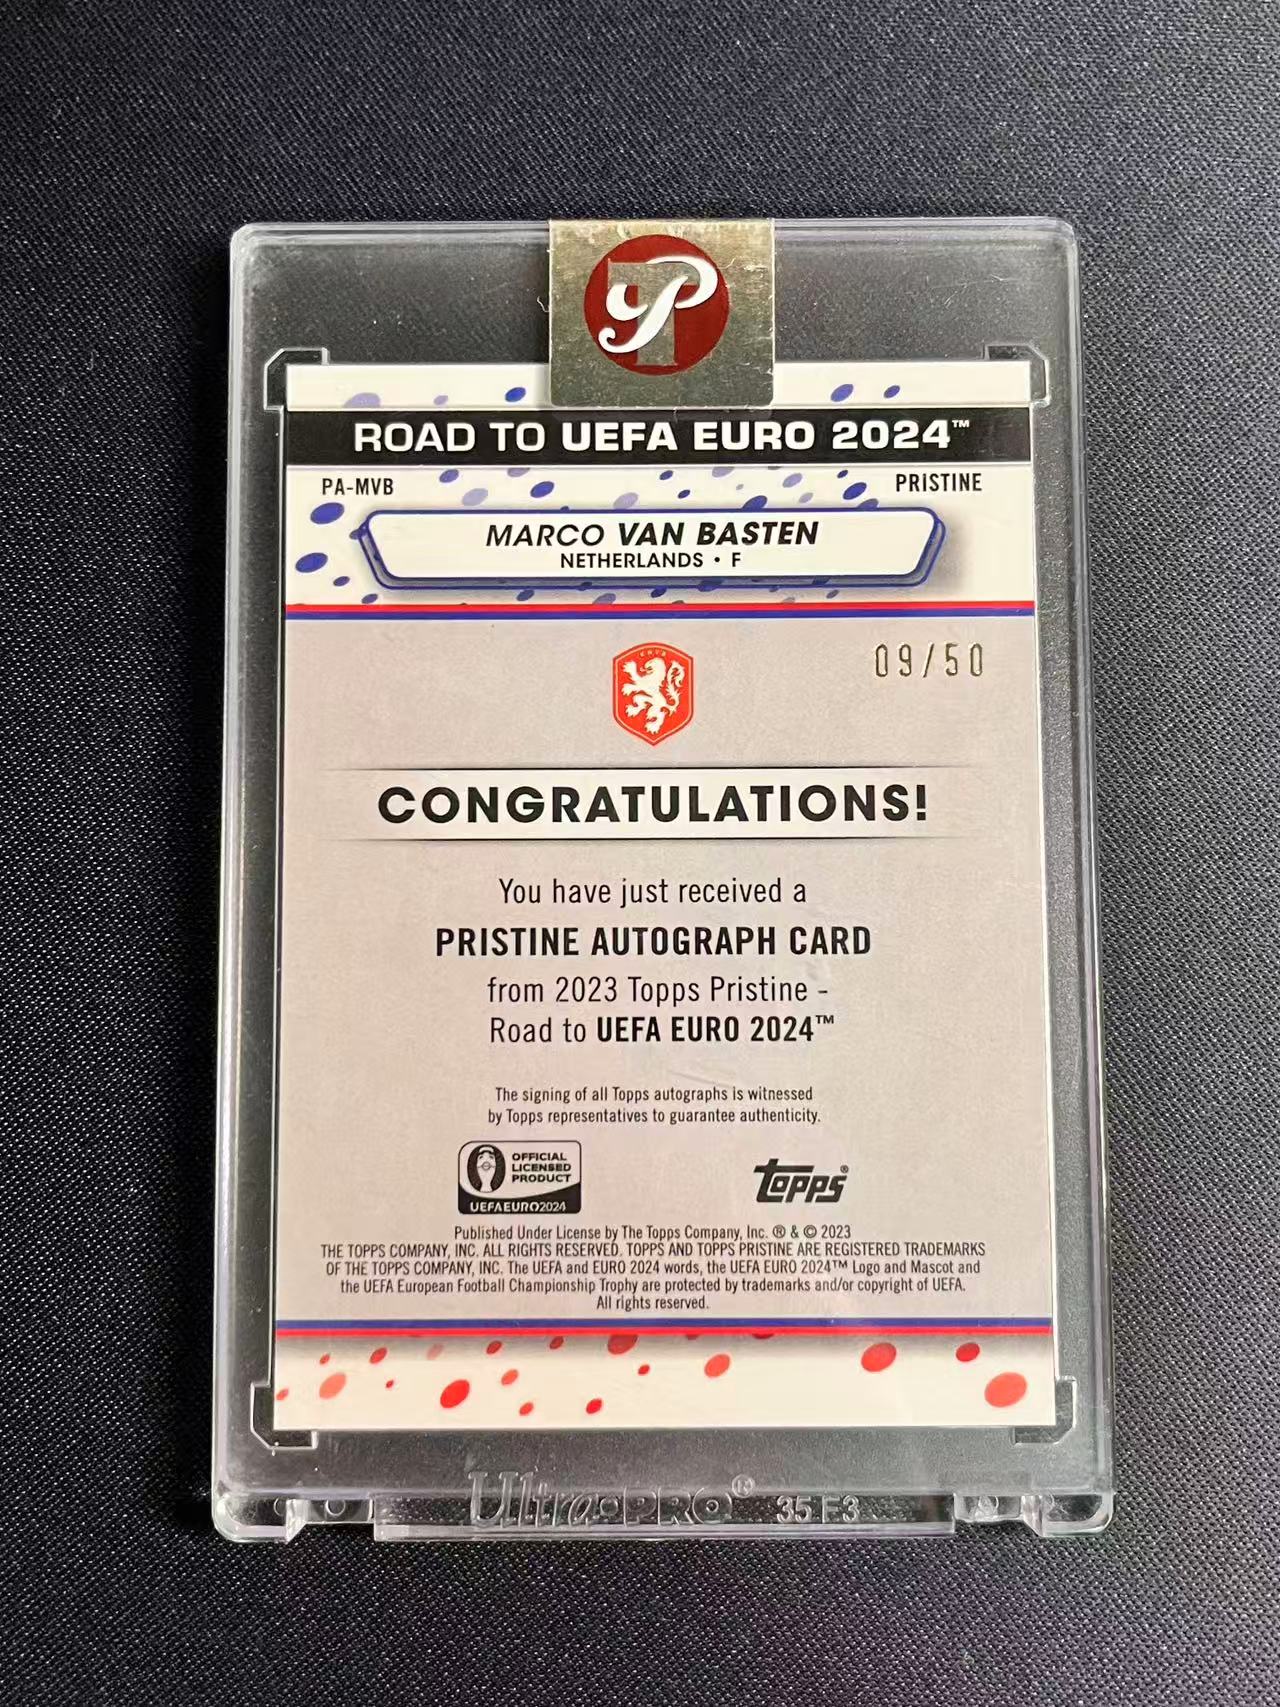 P
ROAD TO UEFA EURO 2024™
PA-MVB
PRISTINE
MARCO VAN BASTEN
NETHERLANDS • F
KNVB
09/50
CONGRATULATIONS!
You have just received a
PRISTINE AUTOGRAPH CARD
from 2023 Topps Pristine -
Road to UEFA EURO 2024™
The signing of all Topps autographs is witnessed
by Topps representatives to guarantee authenticity.
OFFICIAL
LICENSED
PRODUCT
UEFA EURO2024
topps®
Published Under License by The Topps Company, Inc. ® & © 2023
THE TOPPS COMPANY, INC. ALL RIGHTS RESERVED. TOPPS AND TOPPS PRISTINE ARE REGISTERED TRADEMARKS
OF THE TOPPS COMPANY, INC. The UEFA and EURO 2024 words, the UEFA EURO 2024™ Logo and Mascot and
the UEFA European Football Championship Trophy are protected by trademarks and/or copyright of UEFA.
All rights reserved.
Ultra•PRO® 35 F3